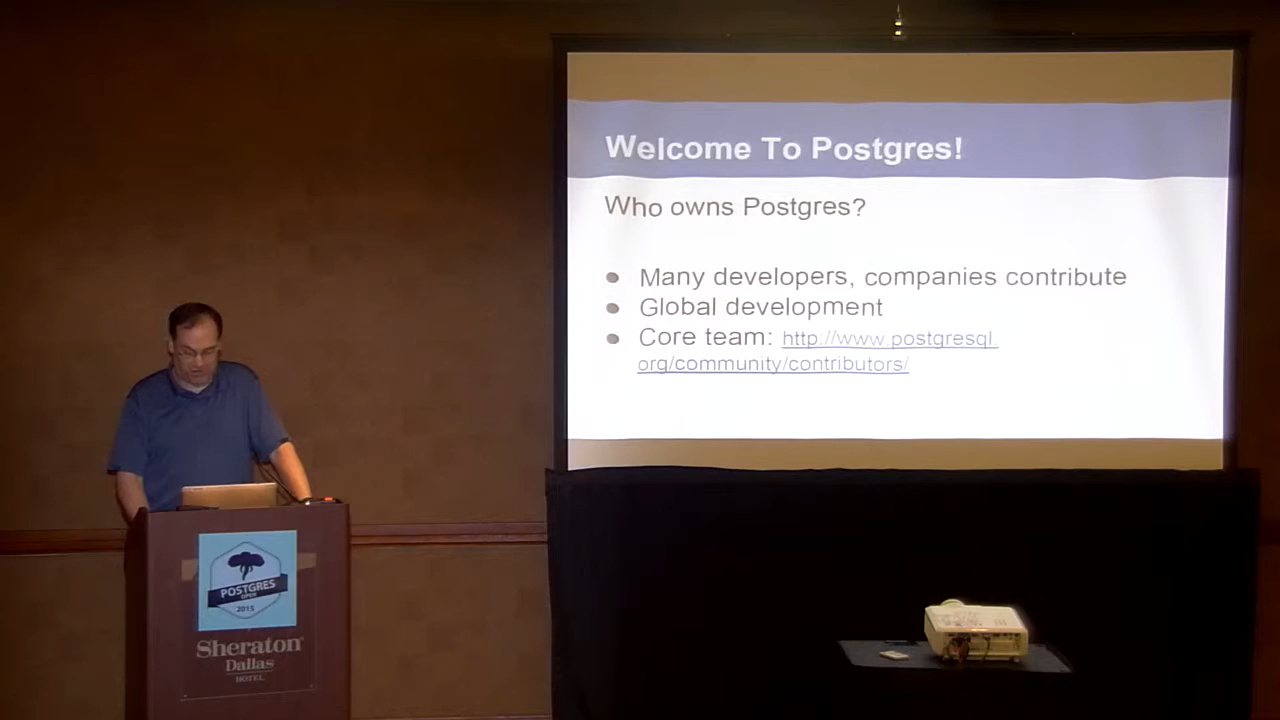 Welcome To Postgres!
Who owns Postgres?
● Many developers, companies contribute
● Global development
● Core team: http://www.postgresql.
org/community/contributors/
POSTGRES
OPEN
2015
Sheraton
Dallas
HOTEL